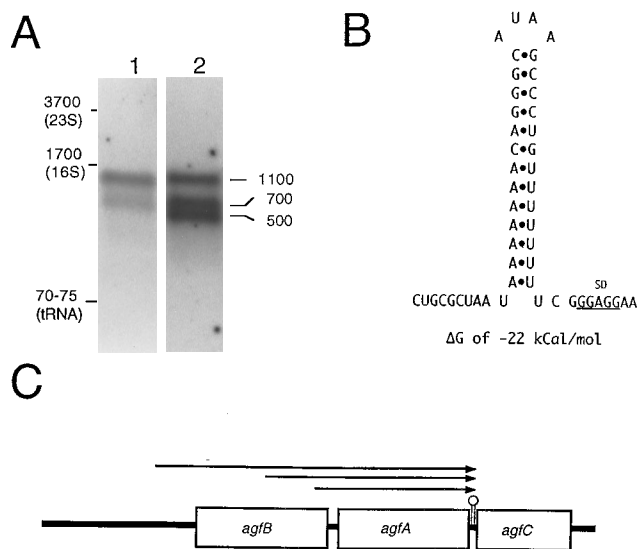 A
1
2
3700
(23S)
1700
(16S)
1100
700
500
70-75
(tRNA)
B
U A
A A
C•G
G•C
G•C
G•C
A•U
C•G
A•U
A•U
A•U
A•U
A•U
A•U
A•U
SD
CUGCGCUAA U U C GGGAGGAA
ΔG of -22 kCal/mol
C
agfB agfA agfC